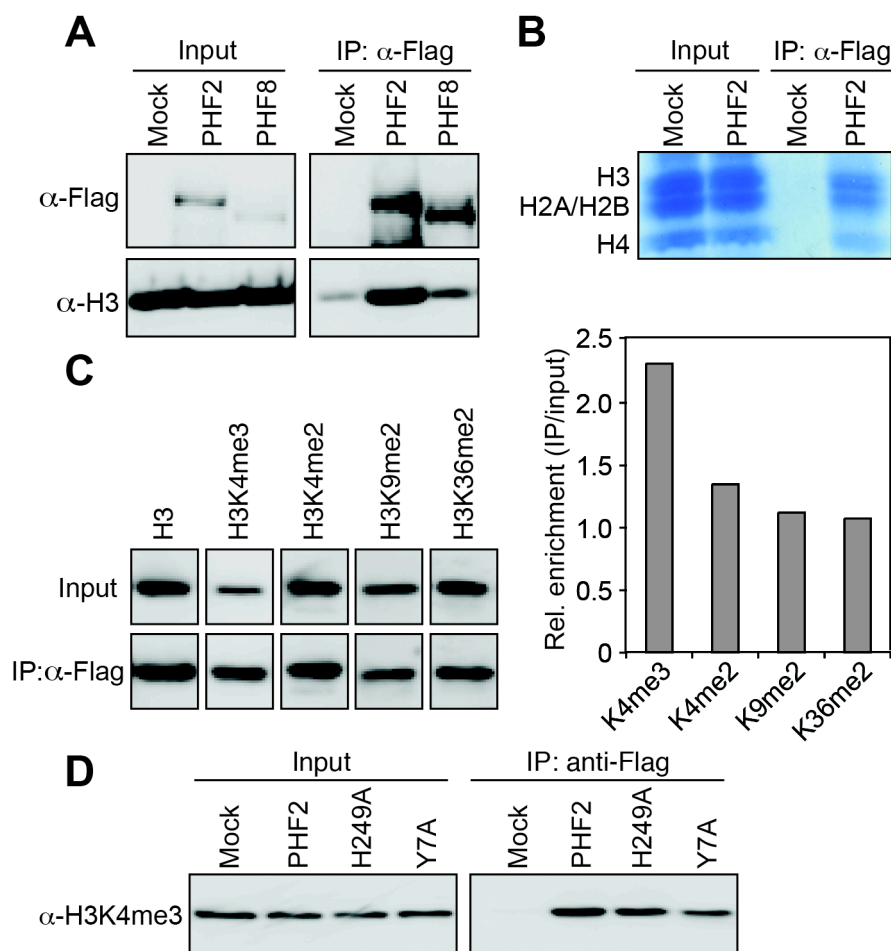 A
Input
IP: α-Flag
Mock
PHF2
PHF8
Mock
PHF2
PHF8
α-Flag
α-H3
B
Input
IP: α-Flag
Mock
PHF2
Mock
PHF2
H3
H2A/H2B
H4
C
H3
H3K4me3
H3K4me2
H3K9me2
H3K36me2
Input
IP:α-Flag
Rel. enrichment (IP/input)
2.5
2.0
1.5
1.0
0.5
0
K4me3
K4me2
K9me2
K36me2
D
Input
IP: anti-Flag
Mock
PHF2
H249A
Y7A
Mock
PHF2
H249A
Y7A
α-H3K4me3